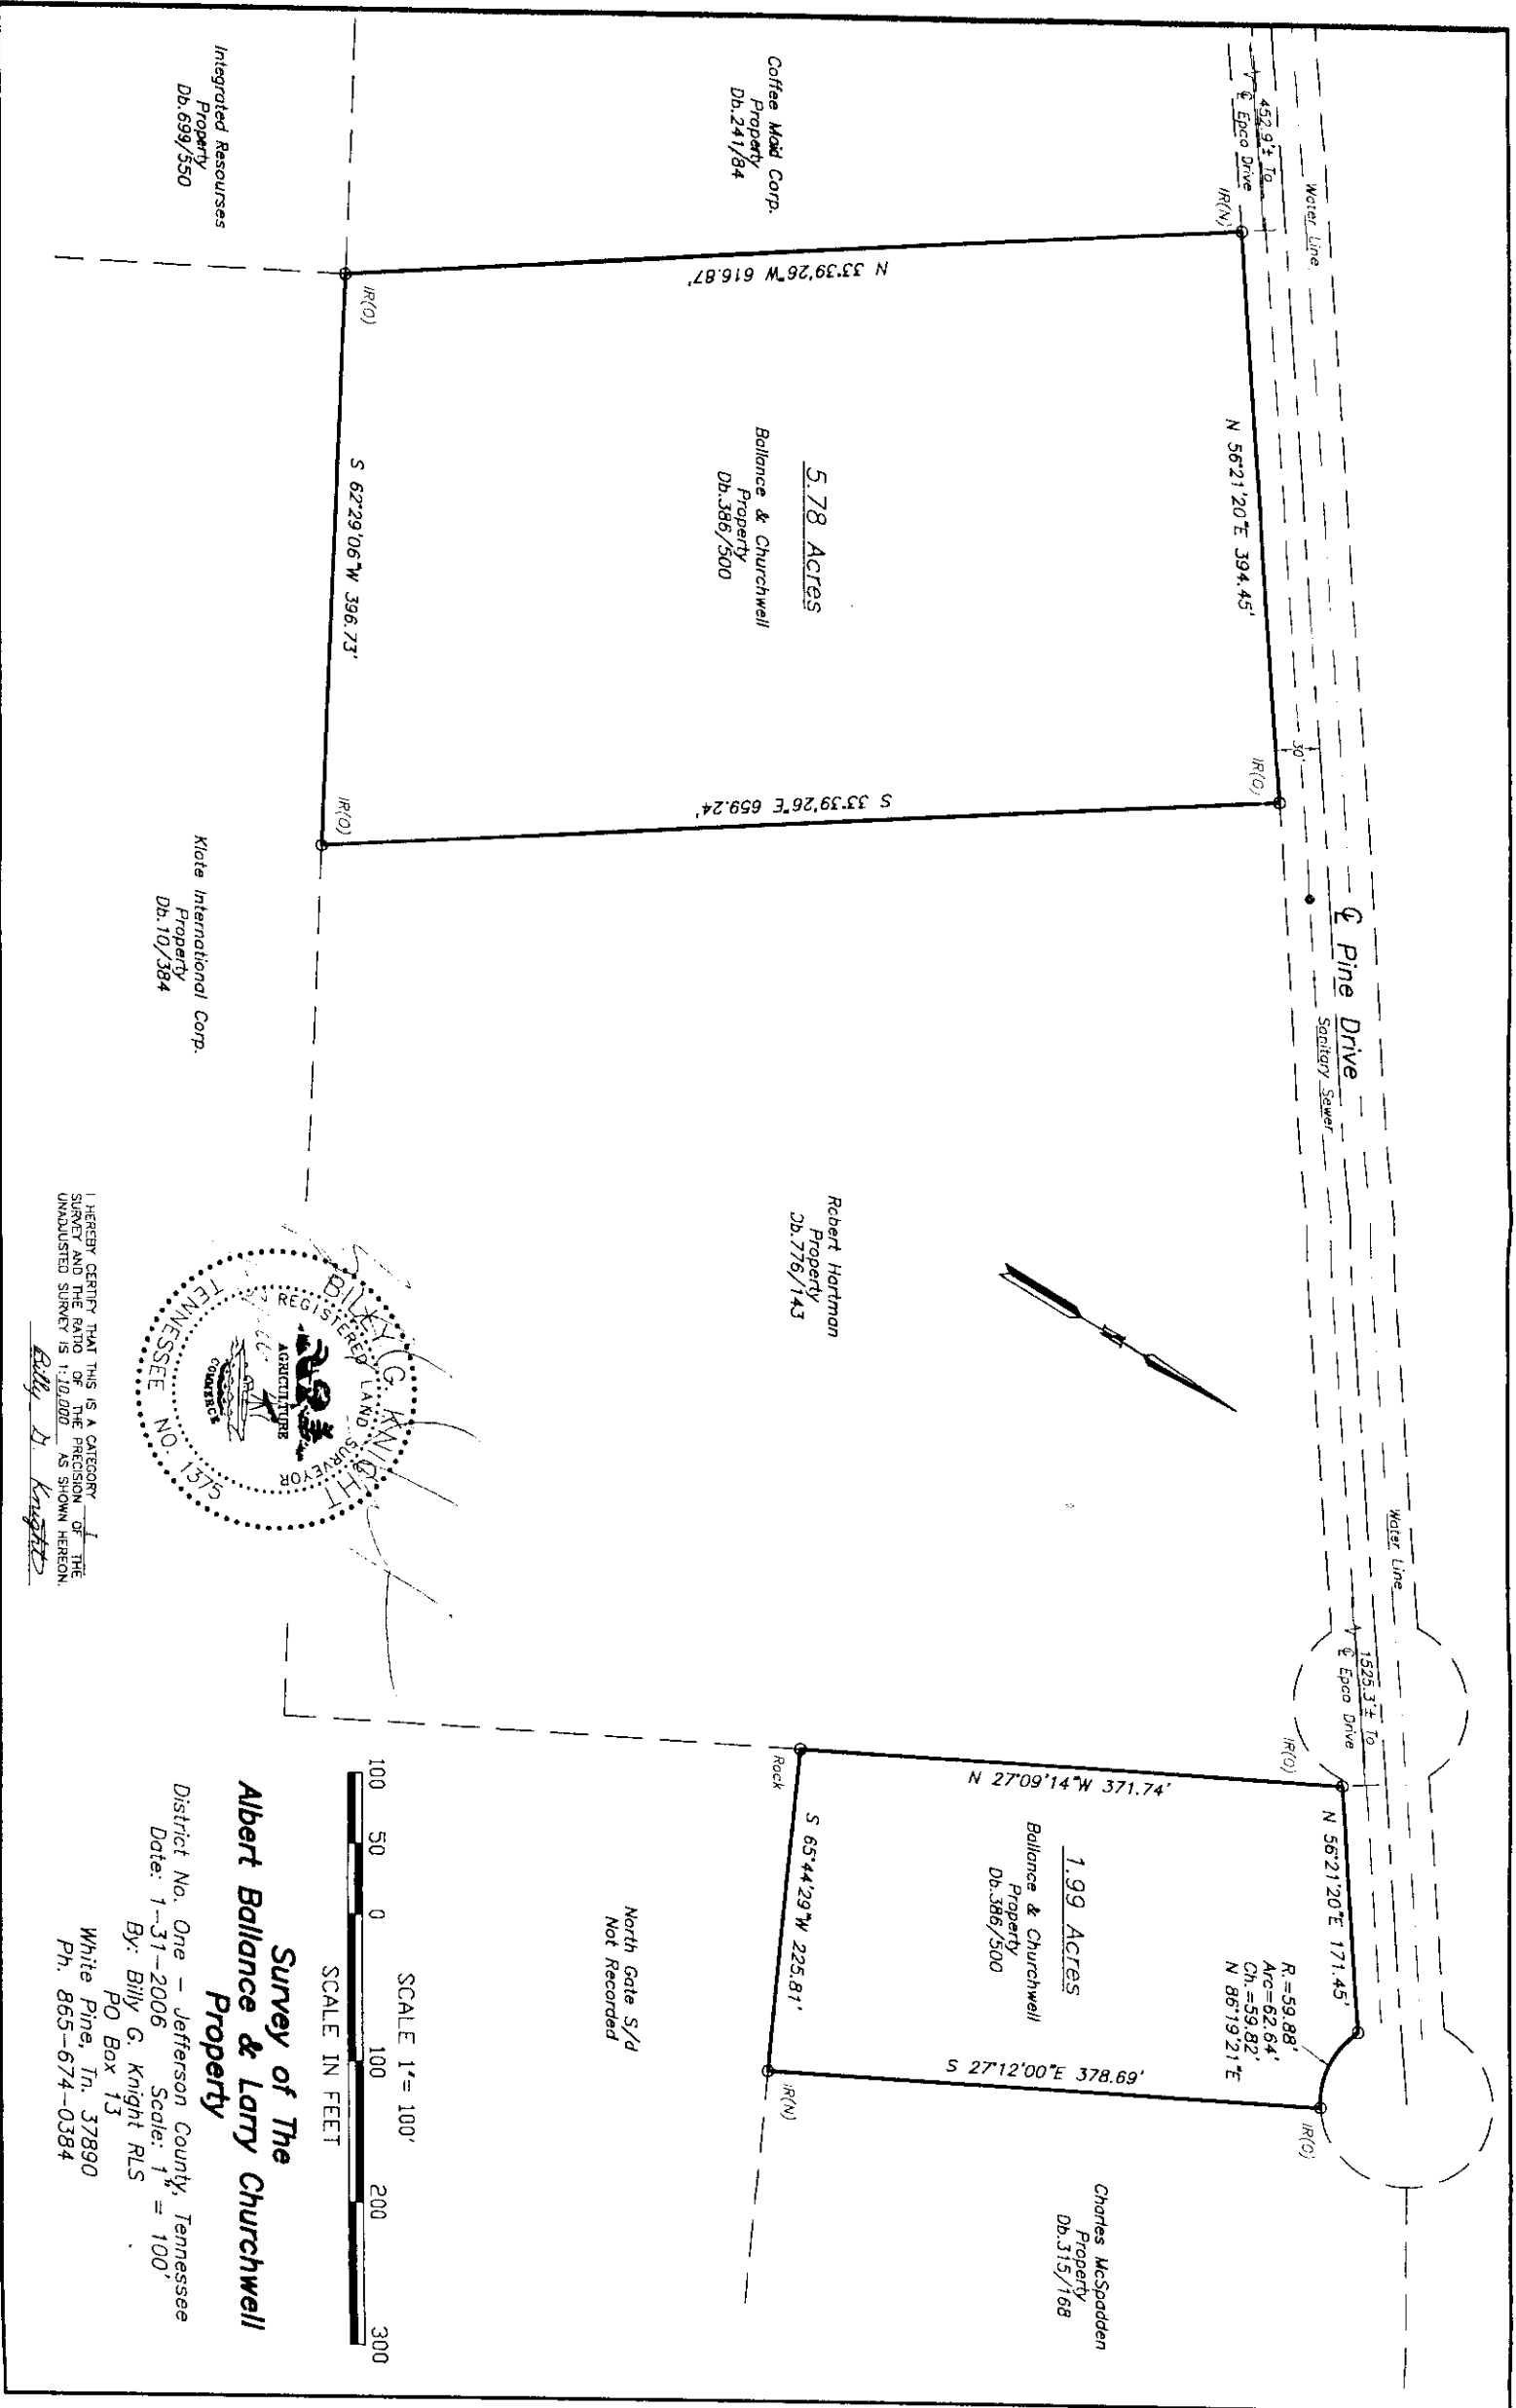 Water Line
452.9'± To
℄ Epco Drive
IR(N)
N 56°21'20"E 394.45'
30'
IR(O)
℄ Pine Drive
Sanitary Sewer
Water Line
1525.3'± To
℄ Epco Drive
IR(O)
N 56°21'20"E 171.45'
R.=59.88'
Arc=62.64'
Ch.=59.82'
N 86°19'21"E
IR(O)
Coffee Maid Corp.
Property
Db.241/84
N 33°39'26"W 616.87'
5.78 Acres
Ballance & Churchwell
Property
Db.386/500
S 33°39'26"E 659.24'
Robert Hartman
Property
Db.776/143
N
N 27°09'14"W 371.74'
1.99 Acres
Ballance & Churchwell
Property
Db.386/500
S 27°12'00"E 378.69'
Charles McSpadden
Property
Db.315/168
Rock
S 65°44'29"W 225.81'
IR(N)
North Gate S/d
Not Recorded
IR(O)
S 62°29'06"W 396.73'
IR(O)
Integrated Resourses
Property
Db.699/550
Klote International Corp.
Property
Db.10/384
BILLY G. KNIGHT
REGISTERED LAND SURVEYOR
AGRICULTURE
COMMERCE
TENNESSEE NO. 1375
I HEREBY CERTIFY THAT THIS IS A CATEGORY I
SURVEY AND THE RATIO OF THE PRECISION OF THE
UNADJUSTED SURVEY IS 1:10,000 AS SHOWN HEREON.
Billy G. Knight
SCALE 1"= 100'
100 50 0 100 200 300
SCALE IN FEET
Survey of The
Albert Ballance & Larry Churchwell
Property
District No. One - Jefferson County, Tennessee
Date: 1-31-2006 Scale: 1" = 100'
By: Billy G. Knight RLS
PO Box 13
White Pine, Tn. 37890
Ph. 865-674-0384